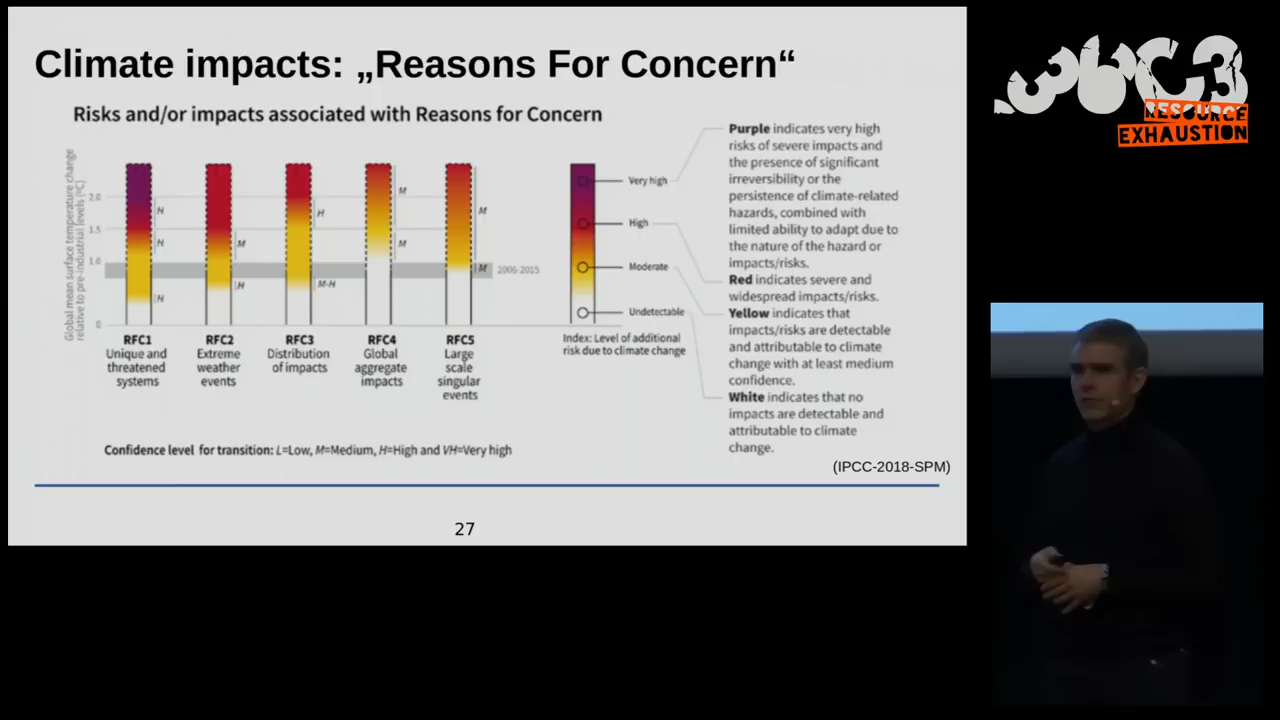 Climate impacts: „Reasons For Concern“
Risks and/or impacts associated with Reasons for Concern
Global mean surface temperature change
relative to pre-industrial levels (°C)
2.0
1.5
1.0
0
H
H
H
M
H
H
M-H
M
M
M
M
2006-2015
RFC1
Unique and
threatened
systems
RFC2
Extreme
weather
events
RFC3
Distribution
of impacts
RFC4
Global
aggregate
impacts
RFC5
Large
scale
singular
events
Very high
High
Moderate
Undetectable
Index: Level of additional
risk due to climate change
Purple indicates very high
risks of severe impacts and
the presence of significant
irreversibility or the
persistence of climate-related
hazards, combined with
limited ability to adapt due to
the nature of the hazard or
impacts/risks.
Red indicates severe and
widespread impacts/risks.
Yellow indicates that
impacts/risks are detectable
and attributable to climate
change with at least medium
confidence.
White indicates that no
impacts are detectable and
attributable to climate
change.
Confidence level for transition: L=Low, M=Medium, H=High and VH=Very high
(IPCC-2018-SPM)
27
36C3
RESOURCE
EXHAUSTION